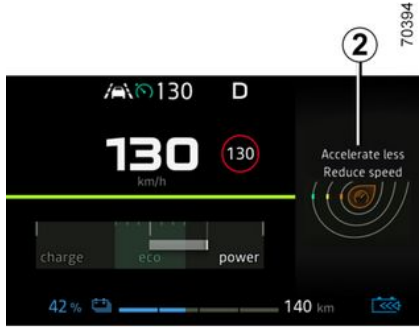 70394
2
130 D
130
130
km/h
Accelerate less
Reduce speed
charge eco power
42 % 140 km